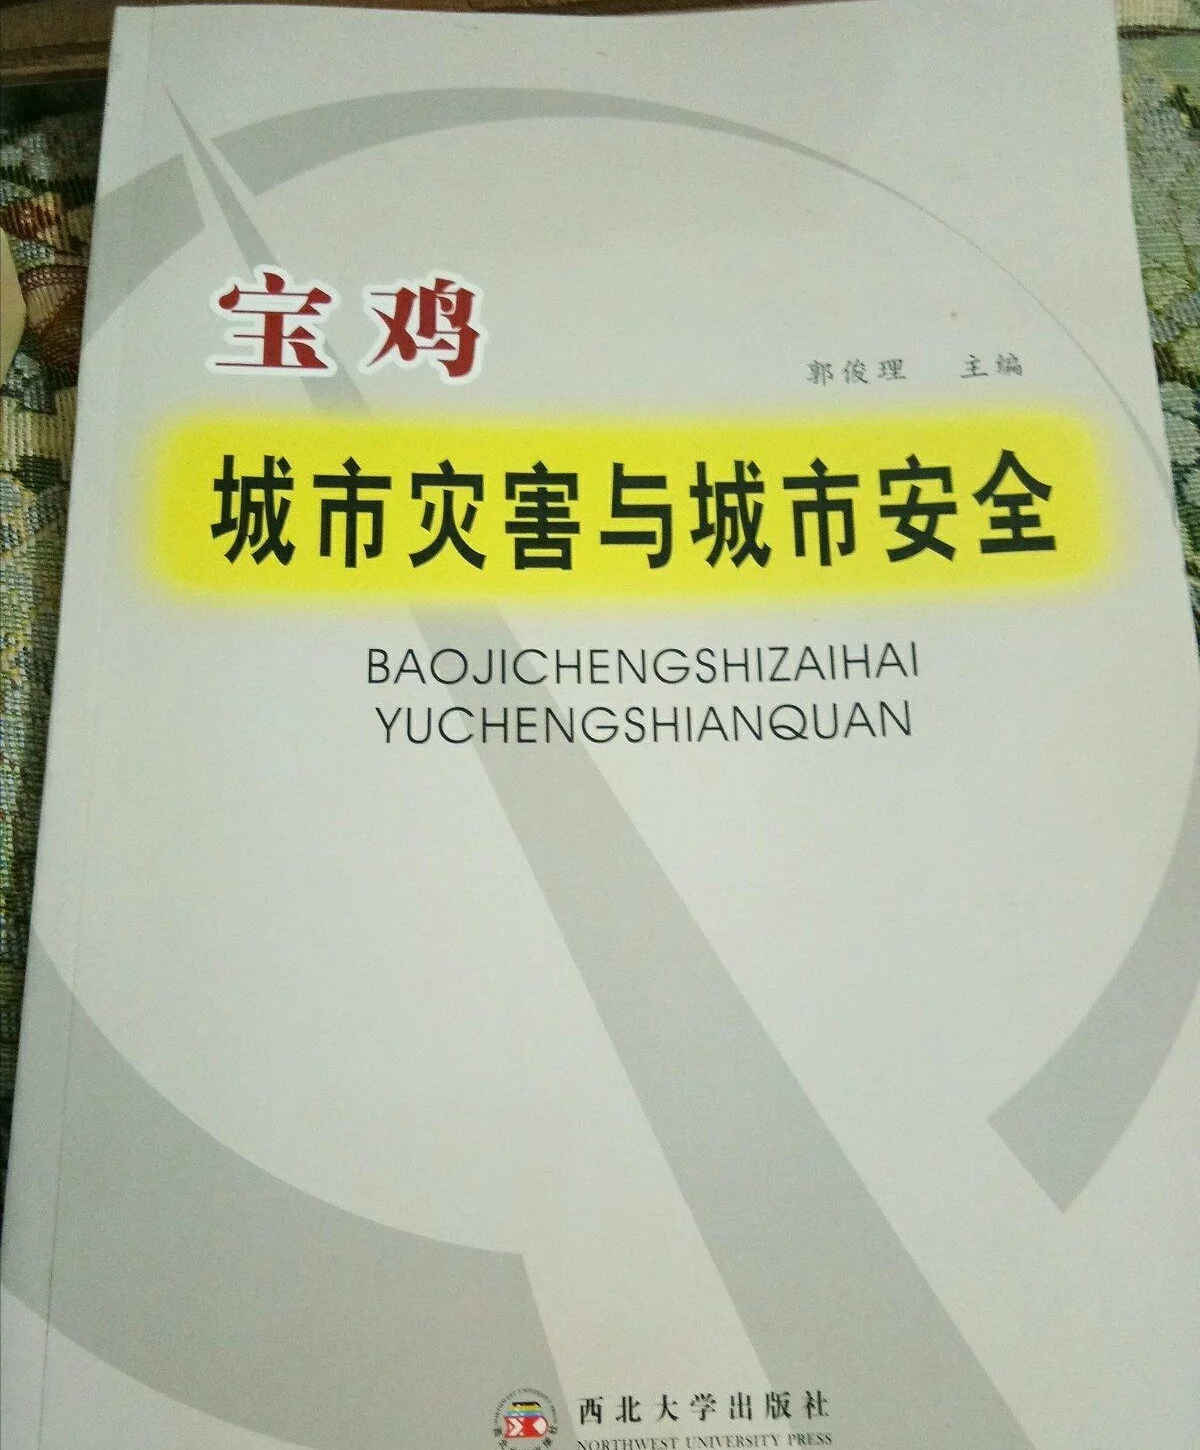 宝鸡
郭俊理 主编
城市灾害与城市安全
BAOJICHENGSHIZAIHAI
YUCHENGSHIANQUAN
西北大学出版社
NORTHWEST UNIVERSITY PRESS